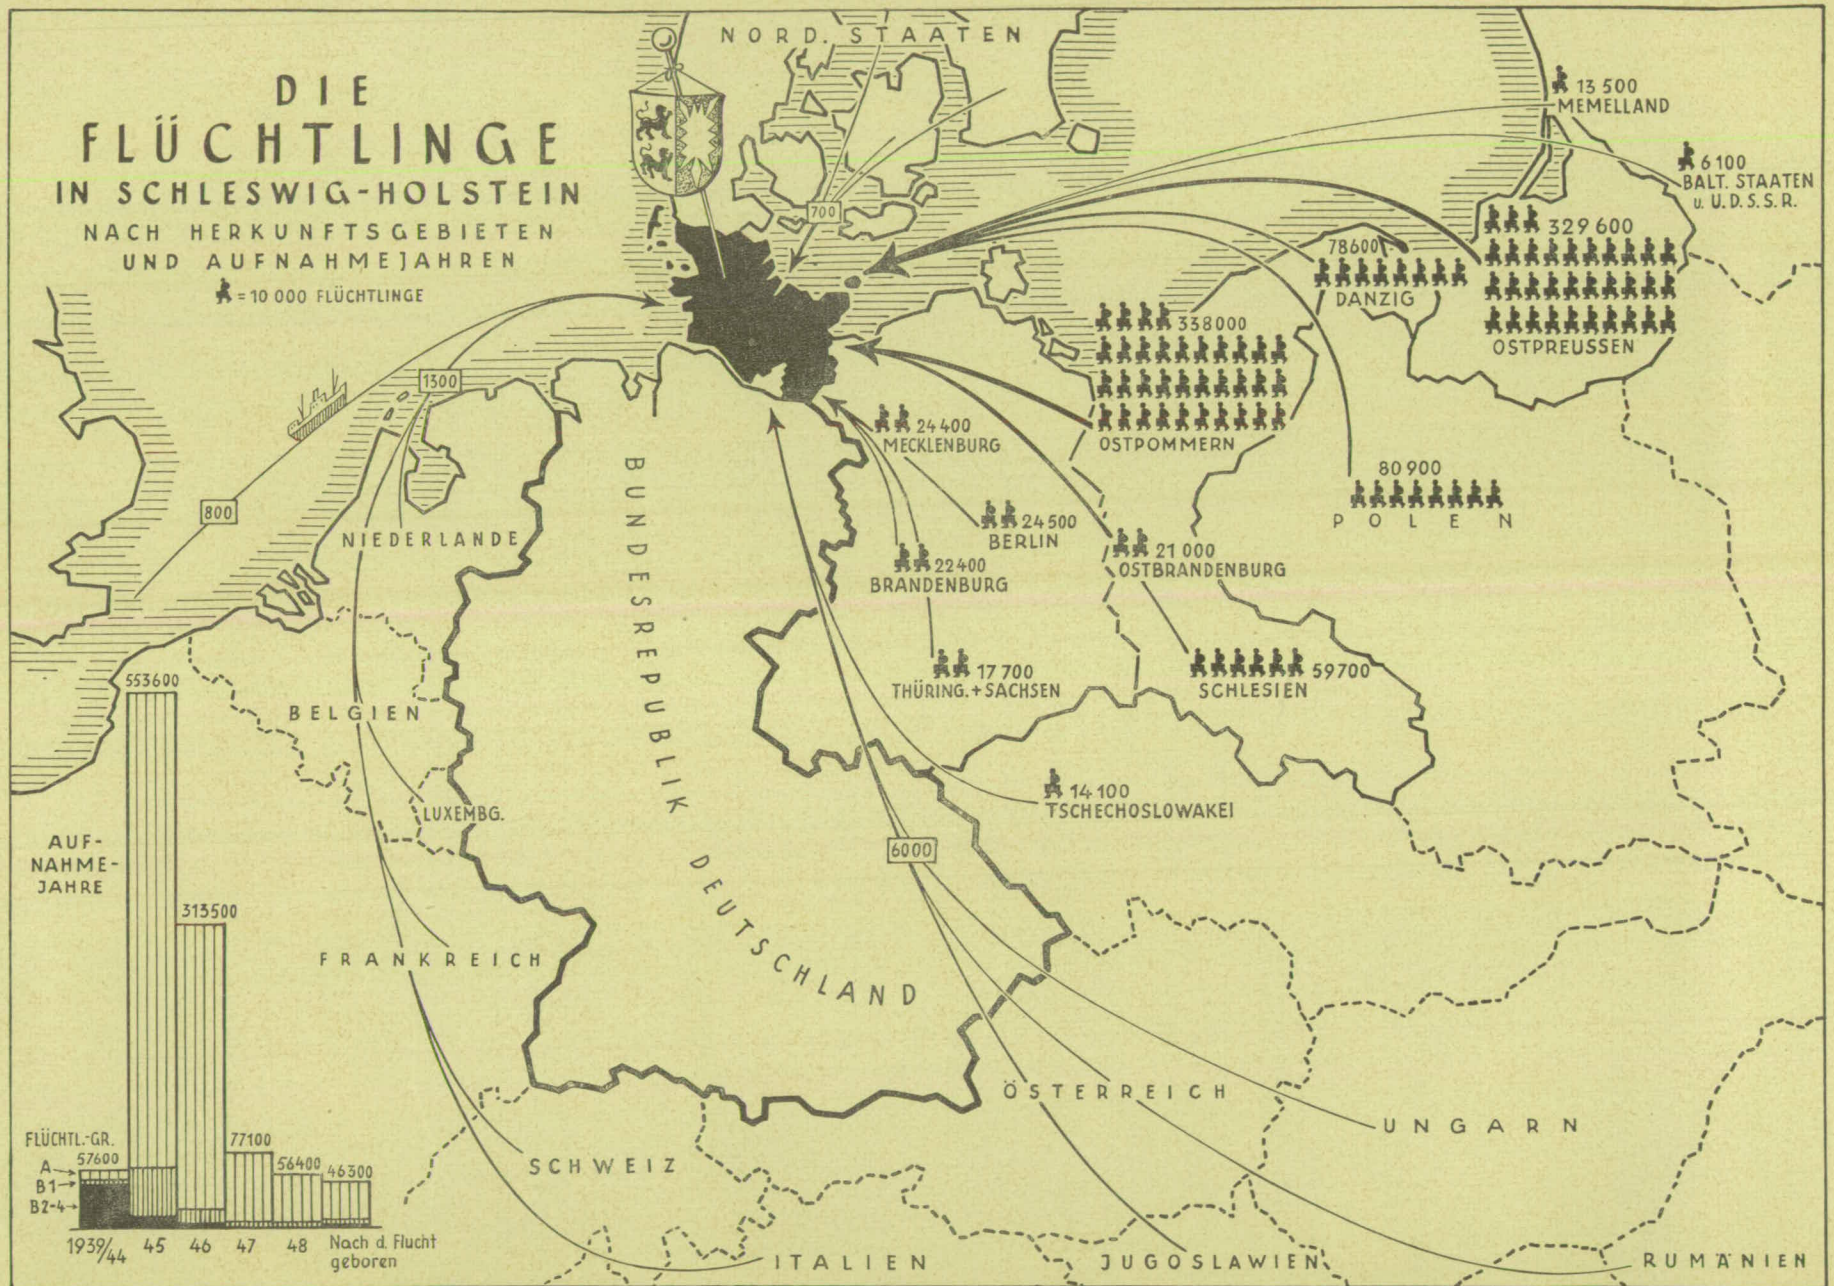 DIE
FLÜCHTLINGE
IN SCHLESWIG-HOLSTEIN
NACH HERKUNFTSGEBIETEN
UND AUFNAHMEJAHREN
= 10 000 FLÜCHTLINGE
NORD. STAATEN
700
13 500
MEMELLAND
6 100
BALT. STAATEN
u. U.D.S.S.R.
329 600
OSTPREUSSEN
78600
DANZIG
338000
OSTPOMMERN
80 900
POLEN
1300
800
NIEDERLANDE
24 400
MECKLENBURG
24 500
BERLIN
22 400
BRANDENBURG
21 000
OSTBRANDENBURG
17 700
THÜRING. + SACHSEN
59700
SCHLESIEN
BUNDESREPUBLIK DEUTSCHLAND
BELGIEN
LUXEMBG.
14 100
TSCHECHOSLOWAKEI
6000
FRANKREICH
ÖSTERREICH
UNGARN
SCHWEIZ
ITALIEN
JUGOSLAWIEN
RUMÄNIEN
AUF-
NAHME-
JAHRE
553600
313500
77100
56400
46300
FLÜCHTL.-GR.
57600
A
B1
B2-4
1939/44
45
46
47
48
Nach d. Flucht
geboren